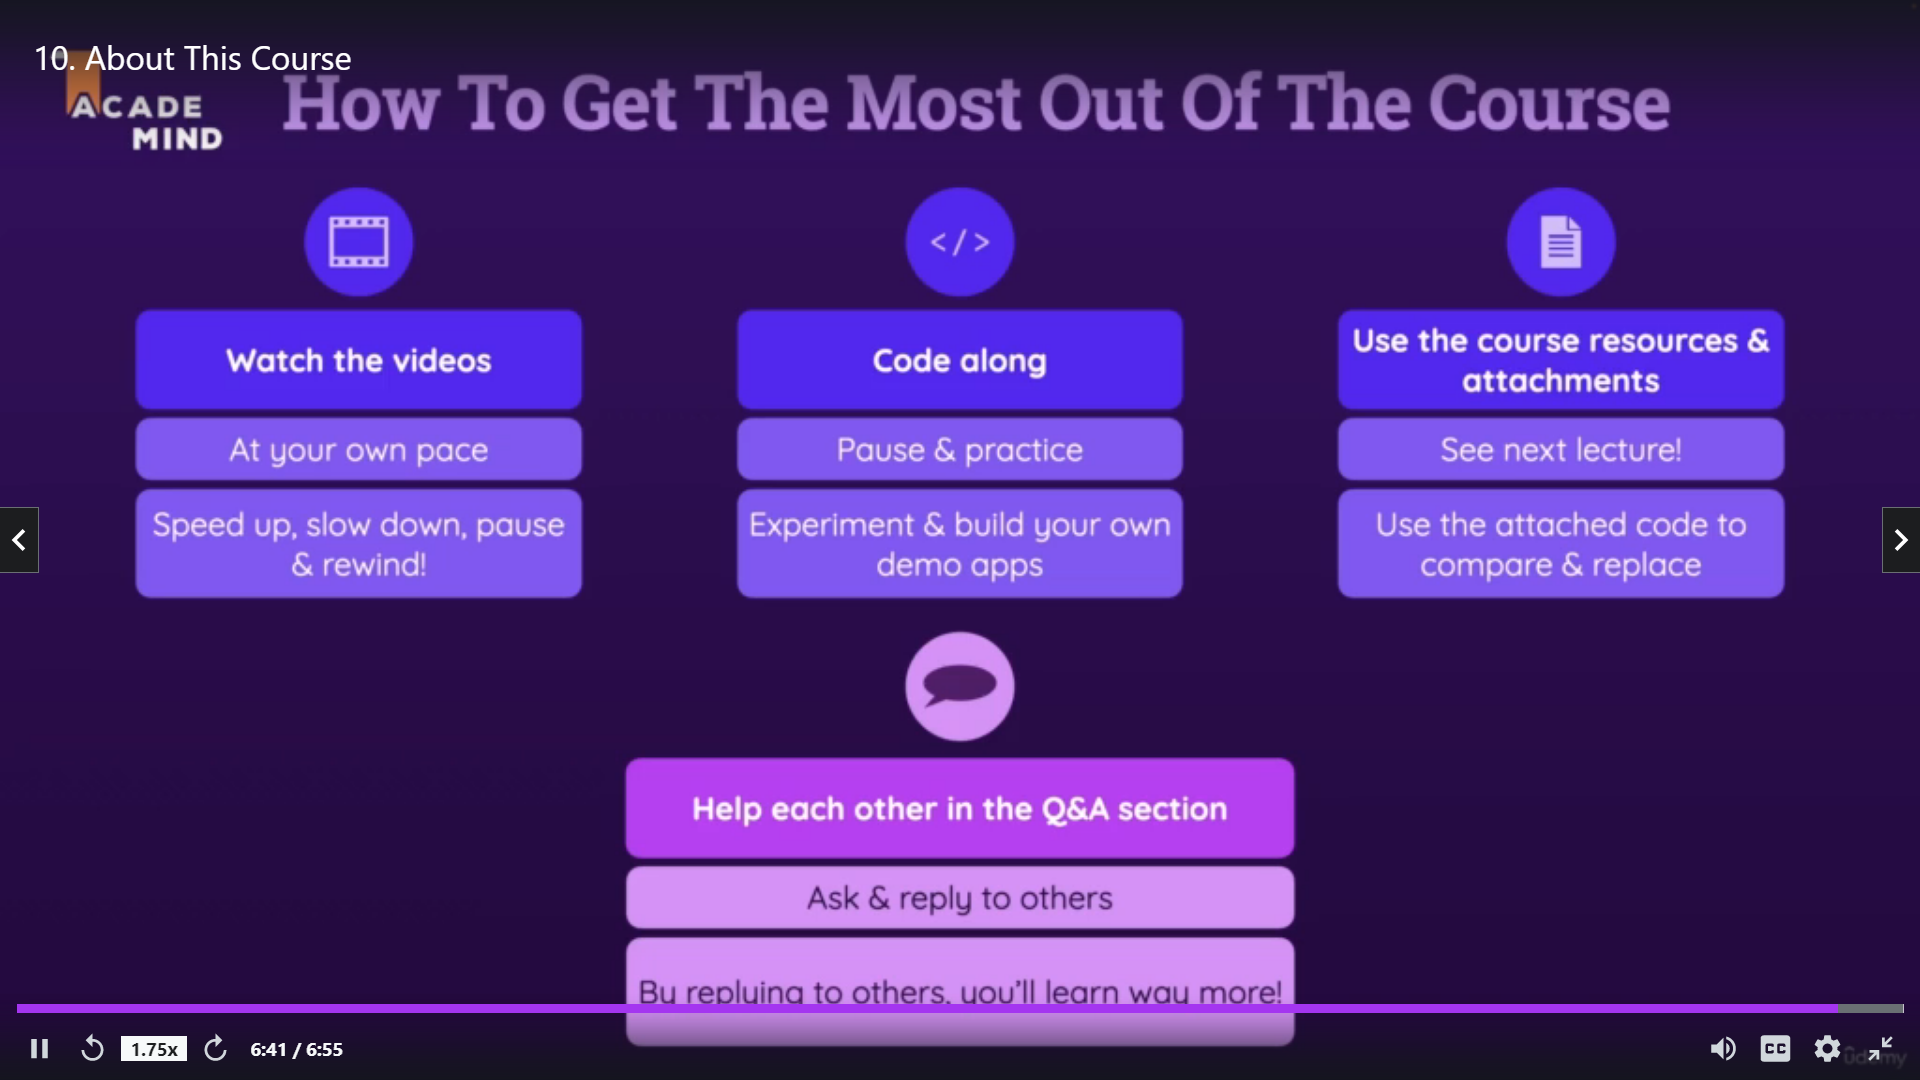 10. About This Course
ACADE
MIND
How To Get The Most Out Of The Course
</>
Watch the videos
At your own pace
Speed up, slow down, pause
& rewind!
Code along
Pause & practice
Experiment & build your own
demo apps
Use the course resources &
attachments
See next lecture!
Use the attached code to
compare & replace
Help each other in the Q&A section
Ask & reply to others
By replying to others, you'll learn way more!
1.75x
6:41 / 6:55
CC
udemy